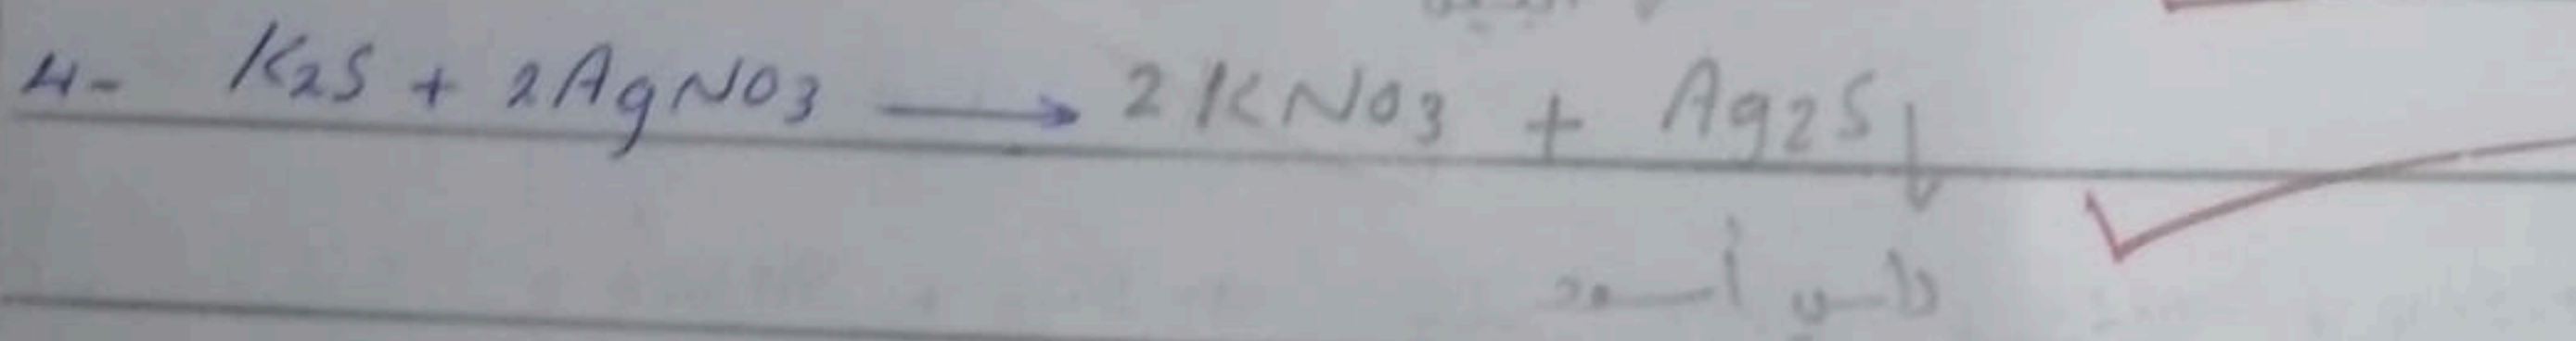 4- K2S + 2AgNO3 → 2KNO3 + Ag2S↓
راسب أسود